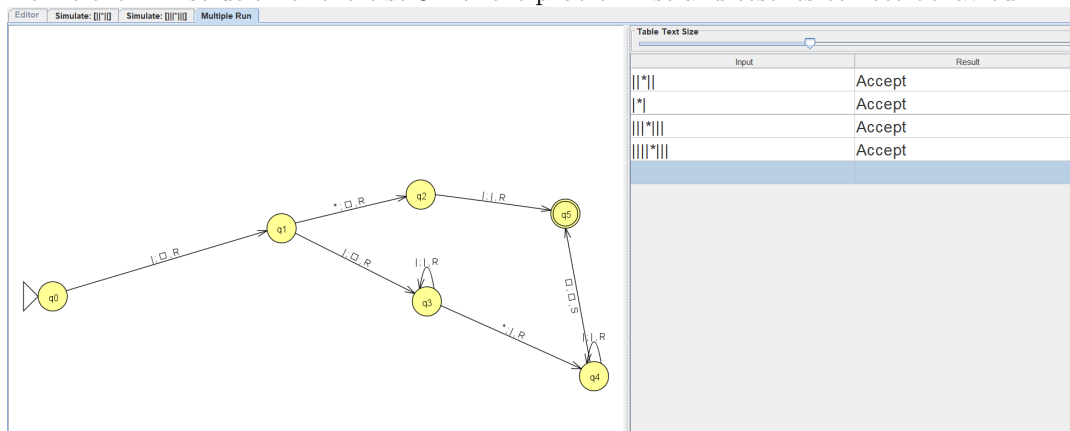 Editor Simulate: [||*||] Simulate: [|||*|||] Multiple Run
Table Text Size
Input Result
||*|| Accept
|*| Accept
|||*||| Accept
||||*||| Accept
q0
|;□,R
q1
*;□,R
q2
|;|,R
q5
|;□,R
|;|,R
q3
*;|,R
□;□,S
|;|,R
q4